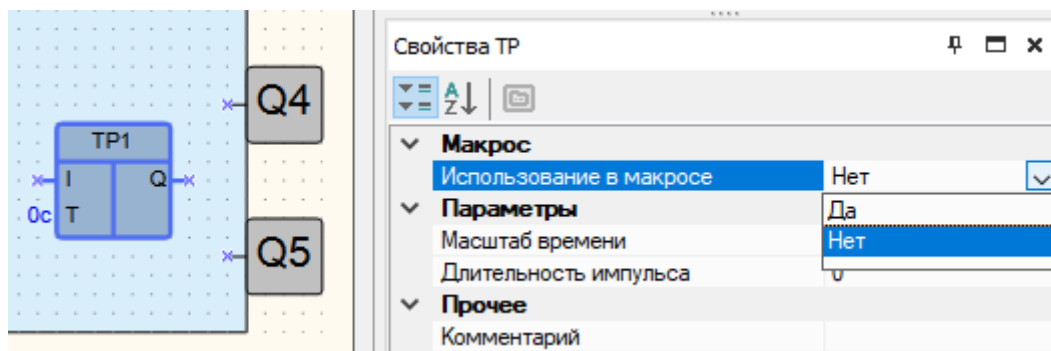 Свойства TP
Q4
TP1
Макрос
Использование в макросе Нет
I Q
0с T
Параметры Да
Масштаб времени Нет
Q5
Длительность импульса 0
Прочее
Комментарий